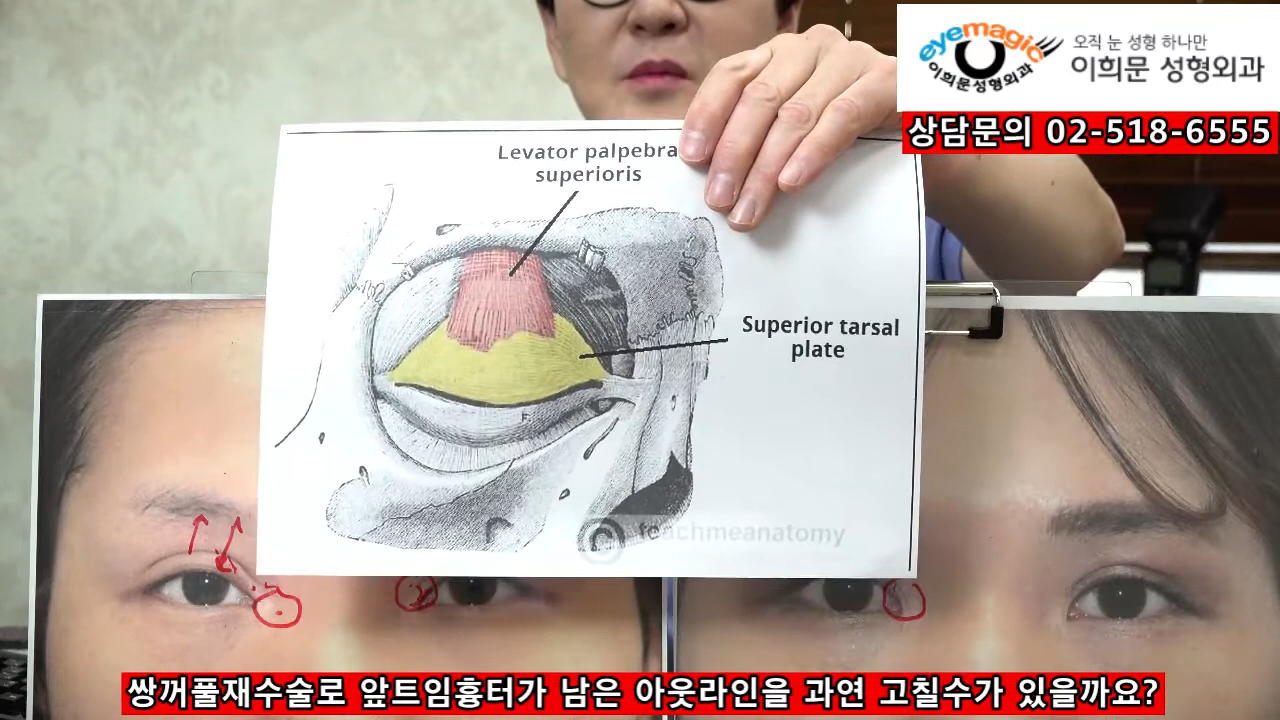 eyemagic
이희문성형외과
오직 눈 성형 하나만
이희문 성형외과
상담문의 02-518-6555
Levator palpebra
superioris
Superior tarsal
plate
F
teachmeanatomy
쌍꺼풀재수술로 앞트임흉터가 남은 아웃라인을 과연 고칠수가 있을까요?